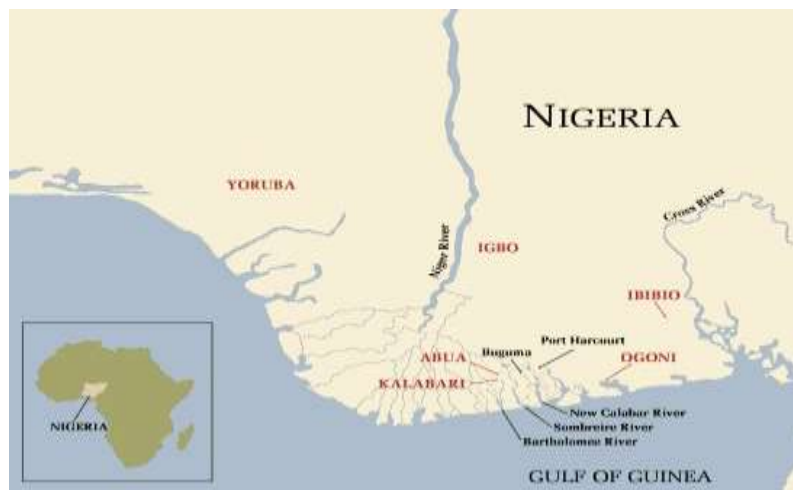 NIGERIA
YORUBA
Cross River
Niger River
IGBO
IBIBIO
Port Harcourt
Buguma
ABUA
OGONI
KALABARI
New Calabar River
Sombreire River
Bartholomee River
NIGERIA
GULF OF GUINEA